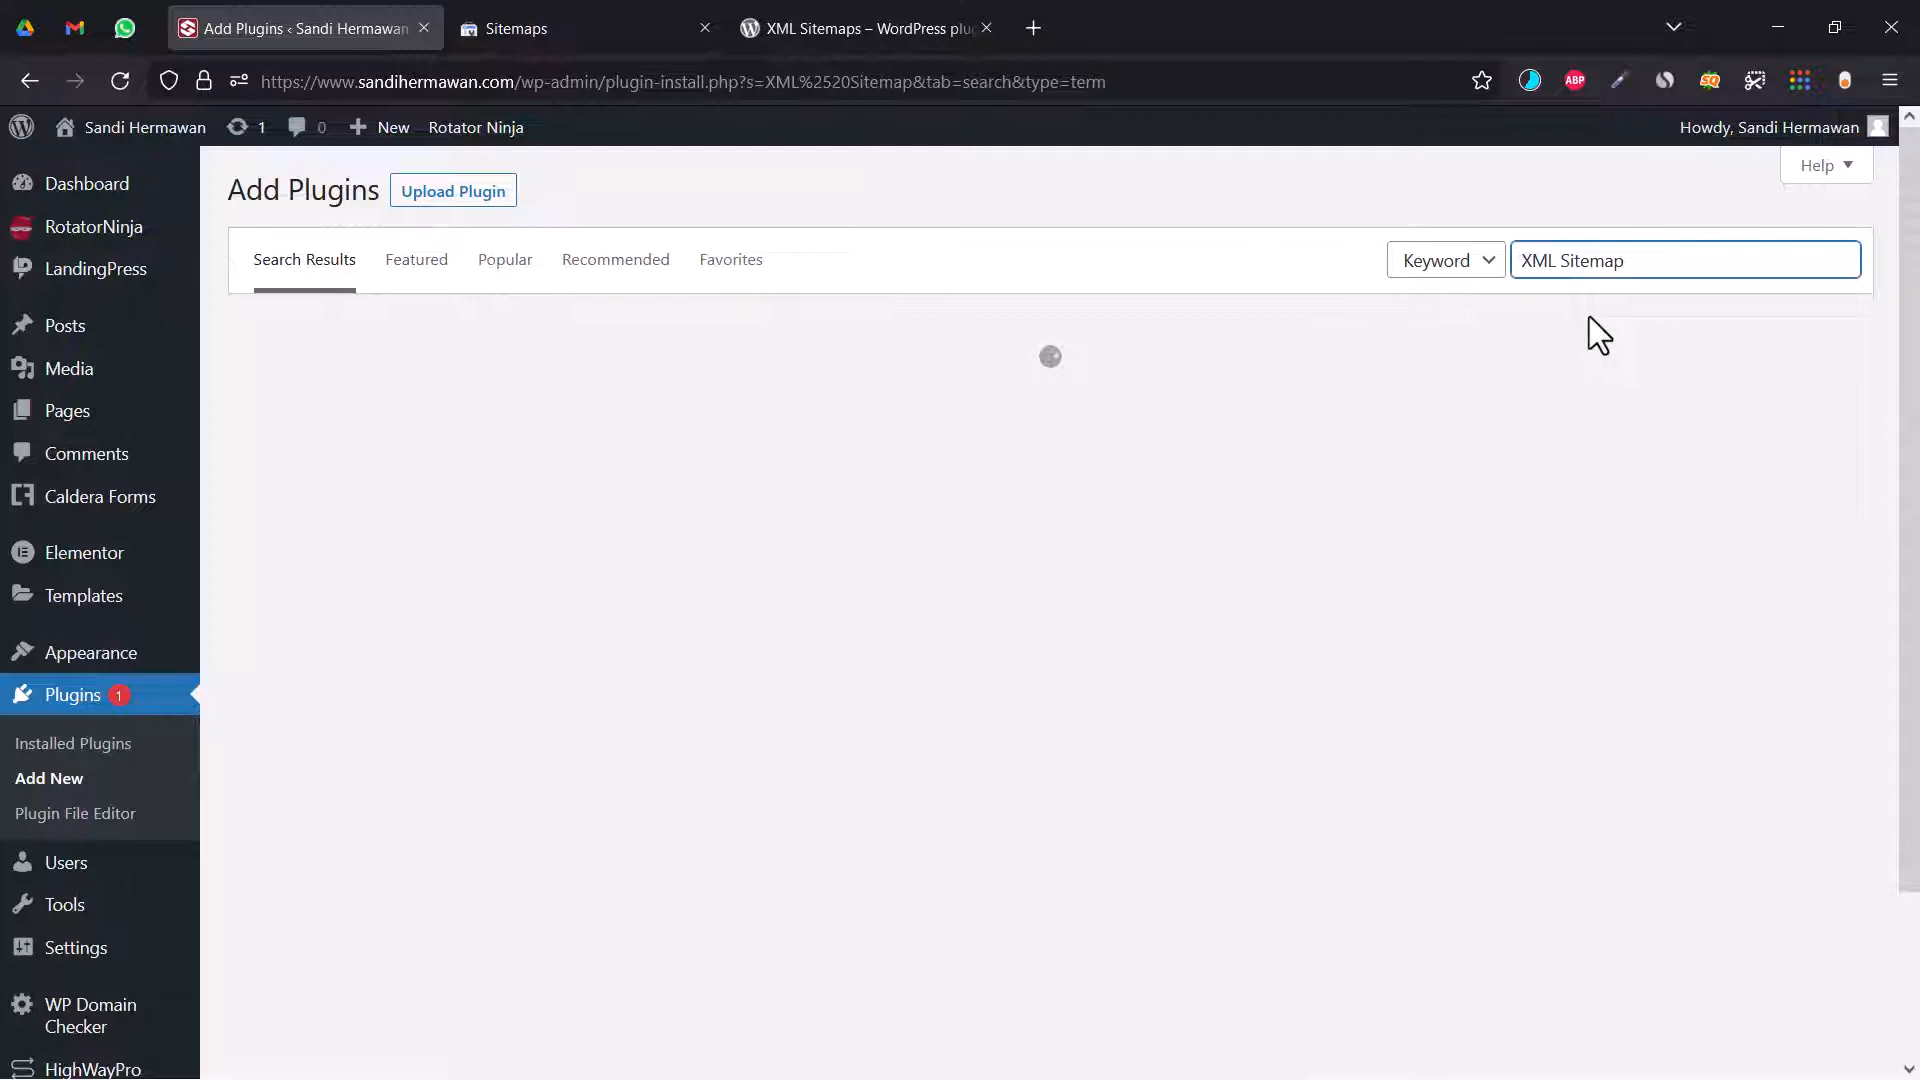 Add Plugins ‹ Sandi Hermawan
Sitemaps
XML Sitemaps – WordPress plu
https://www.sandihermawan.com/wp-admin/plugin-install.php?s=XML%2520Sitemap&tab=search&type=term
ABP
SQ
Sandi Hermawan
1
0
New
Rotator Ninja
Howdy, Sandi Hermawan
Help
Add Plugins
Upload Plugin
Search Results
Featured
Popular
Recommended
Favorites
Keyword
XML Sitemap
Dashboard
RotatorNinja
LandingPress
Posts
Media
Pages
Comments
Caldera Forms
Elementor
Templates
Appearance
Plugins 1
Installed Plugins
Add New
Plugin File Editor
Users
Tools
Settings
WP Domain
Checker
HighWayPro